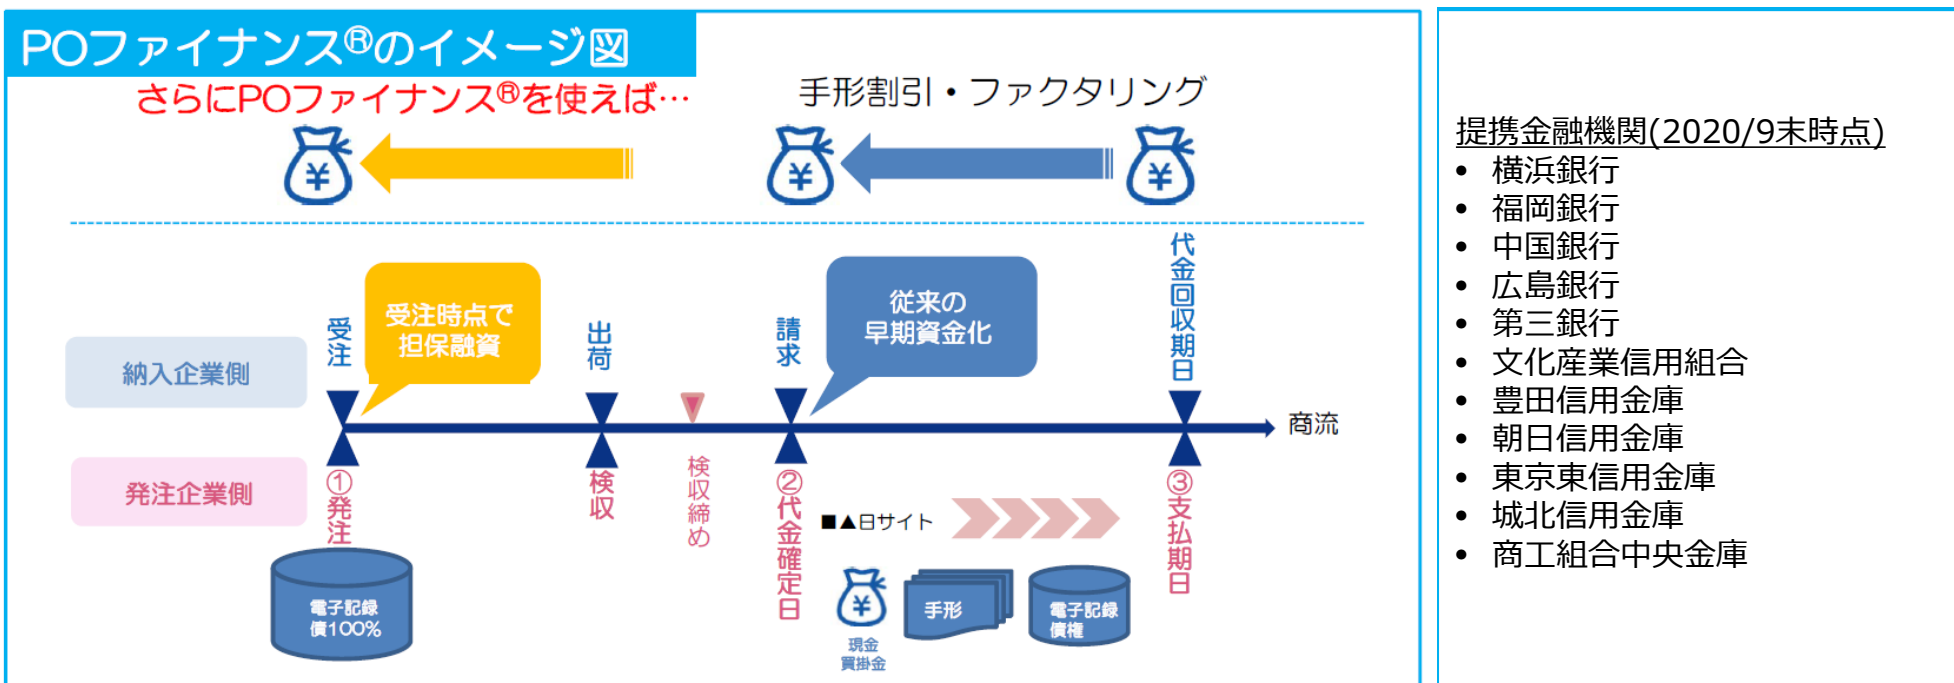 POファイナンス®のイメージ図
さらにPOファイナンス®を使えば…
手形割引・ファクタリング
¥
¥
¥
受注時点で
担保融資
従来の
早期資金化
納入企業側
受注
出荷
請求
代金回収期日
商流
発注企業側
①発注
検収
検収締め
②代金確定日
③支払期日
■▲日サイト
電子記録
債100%
¥
現金
買掛金
手形
電子記録
債権
提携金融機関(2020/9末時点)
• 横浜銀行
• 福岡銀行
• 中国銀行
• 広島銀行
• 第三銀行
• 文化産業信用組合
• 豊田信用金庫
• 朝日信用金庫
• 東京東信用金庫
• 城北信用金庫
• 商工組合中央金庫